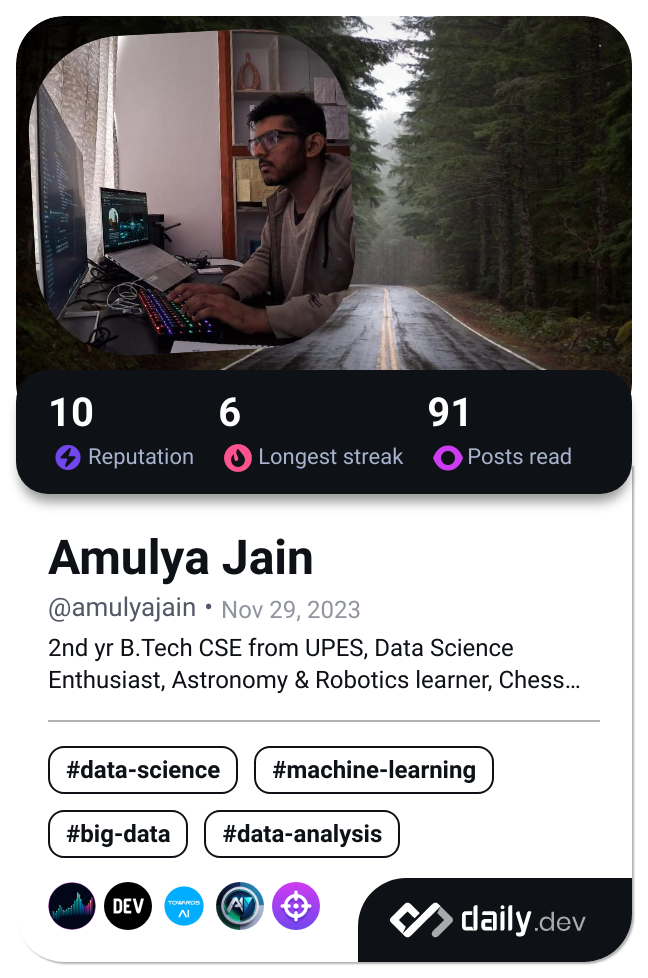 10 6 91
Reputation Longest streak Posts read
Amulya Jain
@amulyajain • Nov 29, 2023
2nd yr B.Tech CSE from UPES, Data Science
Enthusiast, Astronomy & Robotics learner, Chess...
#data-science #machine-learning
#big-data #data-analysis
DEV TOWARDS AI AI daily.dev